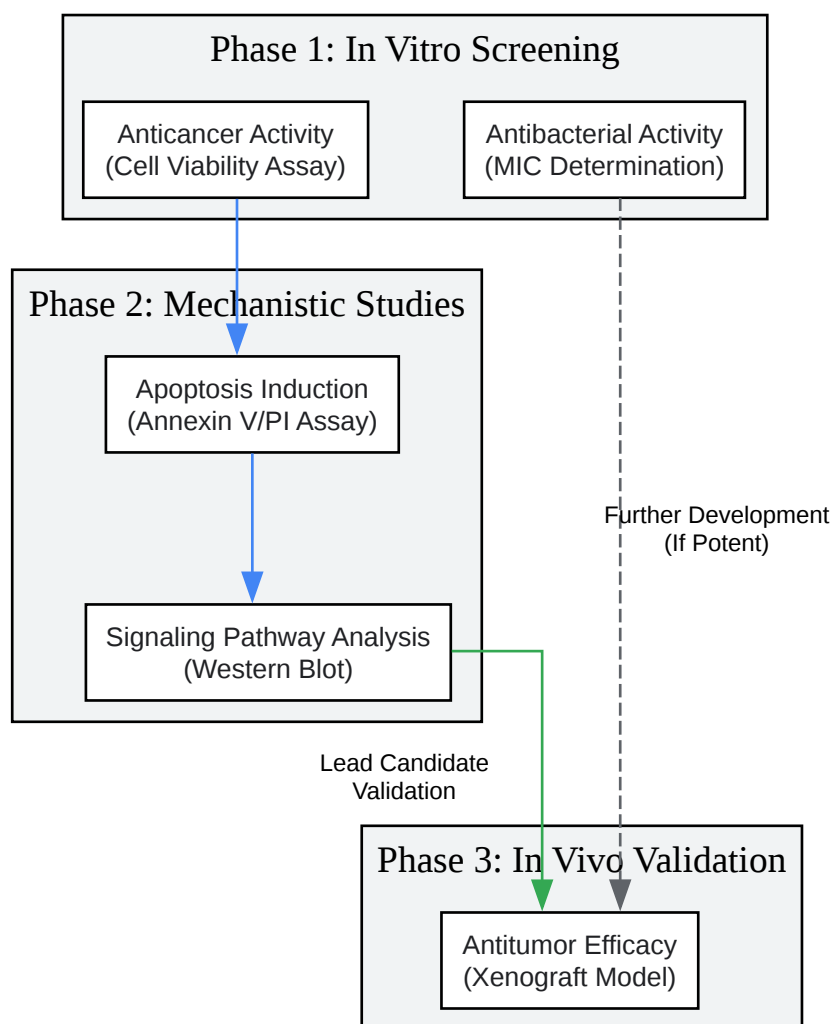 Phase 1: In Vitro Screening
Anticancer Activity
(Cell Viability Assay)
Antibacterial Activity
(MIC Determination)
Phase 2: Mechanistic Studies
Apoptosis Induction
(Annexin V/PI Assay)
Further Development
(If Potent)
Signaling Pathway Analysis
(Western Blot)
Lead Candidate
Validation
Phase 3: In Vivo Validation
Antitumor Efficacy
(Xenograft Model)